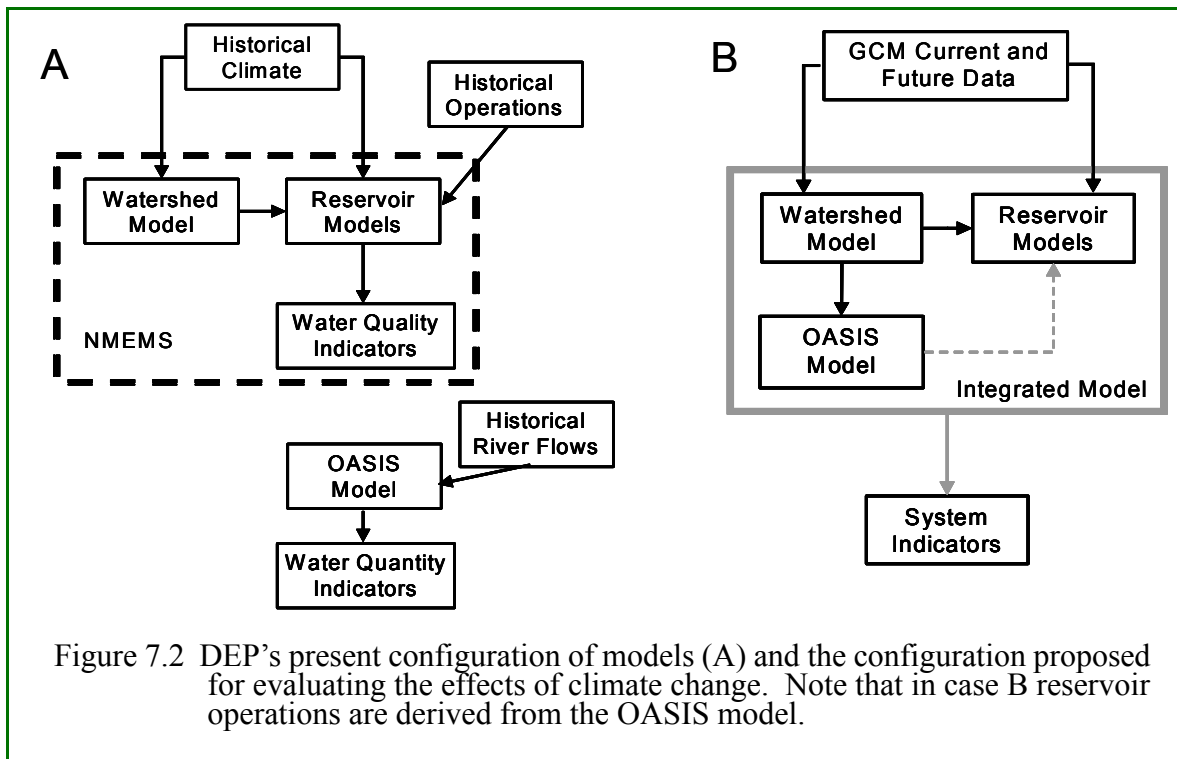 A
Historical
Climate
Historical
Operations
Watershed
Model
Reservoir
Models
Water Quality
Indicators
NMEMS
Historical
River Flows
OASIS
Model
Water Quantity
Indicators
B
GCM Current and
Future Data
Watershed
Model
Reservoir
Models
OASIS
Model
Integrated Model
System
Indicators
Figure 7.2 DEP's present configuration of models (A) and the configuration proposed
for evaluating the effects of climate change. Note that in case B reservoir
operations are derived from the OASIS model.